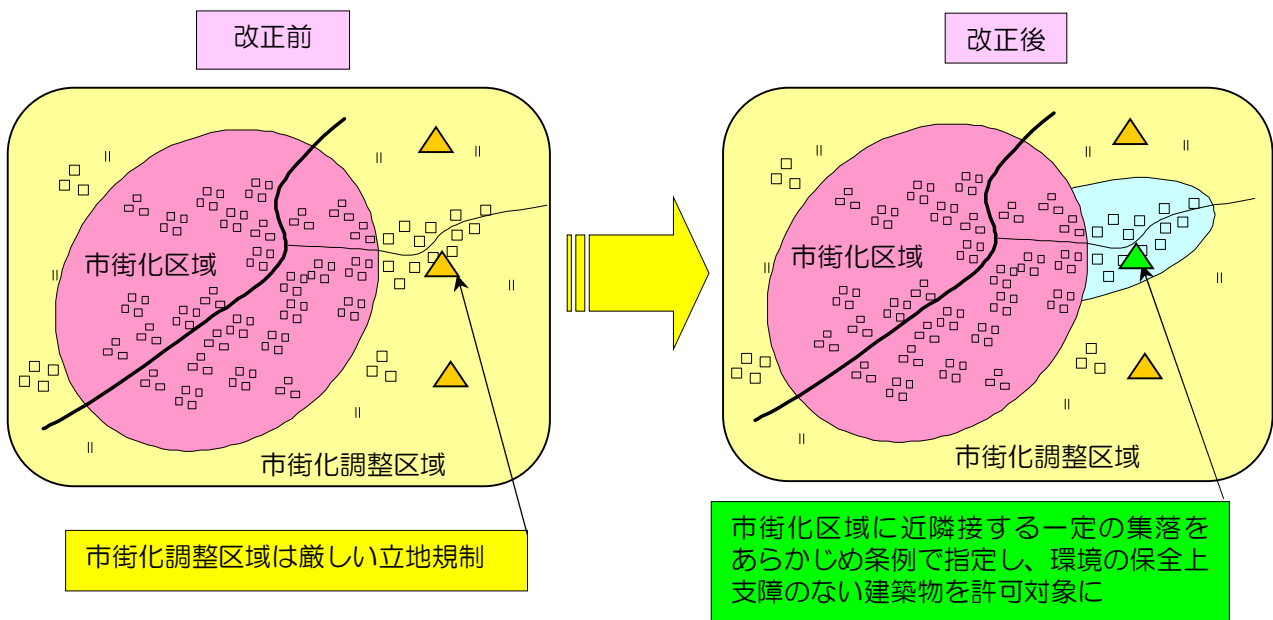 改正前
改正後
市街化区域
市街化調整区域
市街化区域
市街化調整区域
市街化調整区域は厳しい立地規制
市街化区域に近隣接する一定の集落を
あらかじめ条例で指定し、環境の保全上
支障のない建築物を許可対象に